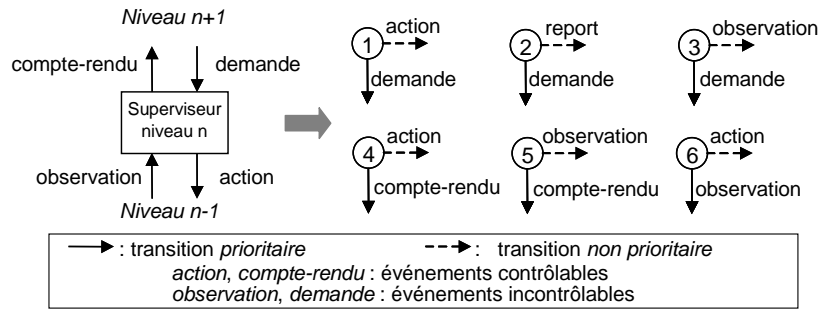 Niveau n+1
compte-rendu
demande
Superviseur
niveau n
observation
action
Niveau n-1
1
action
demande
2
report
demande
3
observation
demande
4
action
compte-rendu
5
observation
compte-rendu
6
action
observation
: transition prioritaire
: transition non prioritaire
action, compte-rendu : événements contrôlables
observation, demande : événements incontrôlables